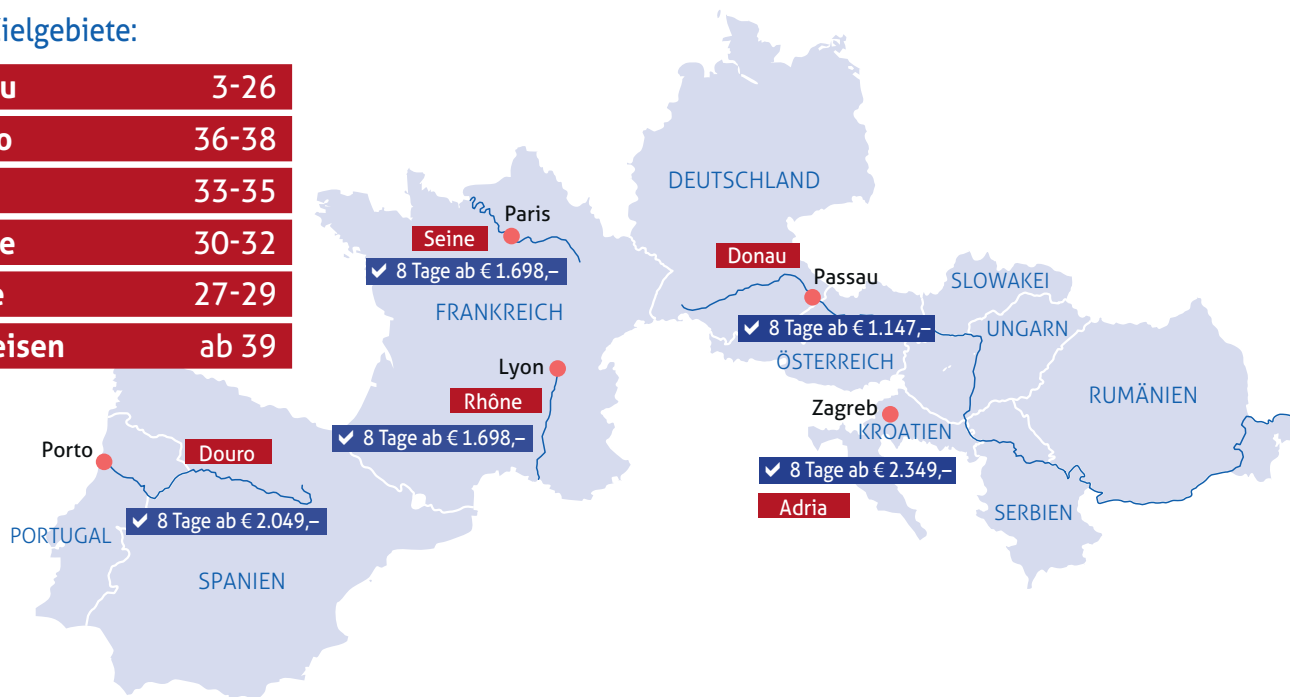 ielgebiete:
u 3-26
o 36-38
33-35
e 30-32
e 27-29
eisen ab 39
DEUTSCHLAND
Paris
Seine
8 Tage ab € 1.698,–
FRANKREICH
Donau
Passau
8 Tage ab € 1.147,–
SLOWAKEI
UNGARN
ÖSTERREICH
RUMÄNIEN
Lyon
Rhône
8 Tage ab € 1.698,–
Zagreb
KROATIEN
8 Tage ab € 2.349,–
Adria
SERBIEN
Porto
Douro
8 Tage ab € 2.049,–
PORTUGAL
SPANIEN